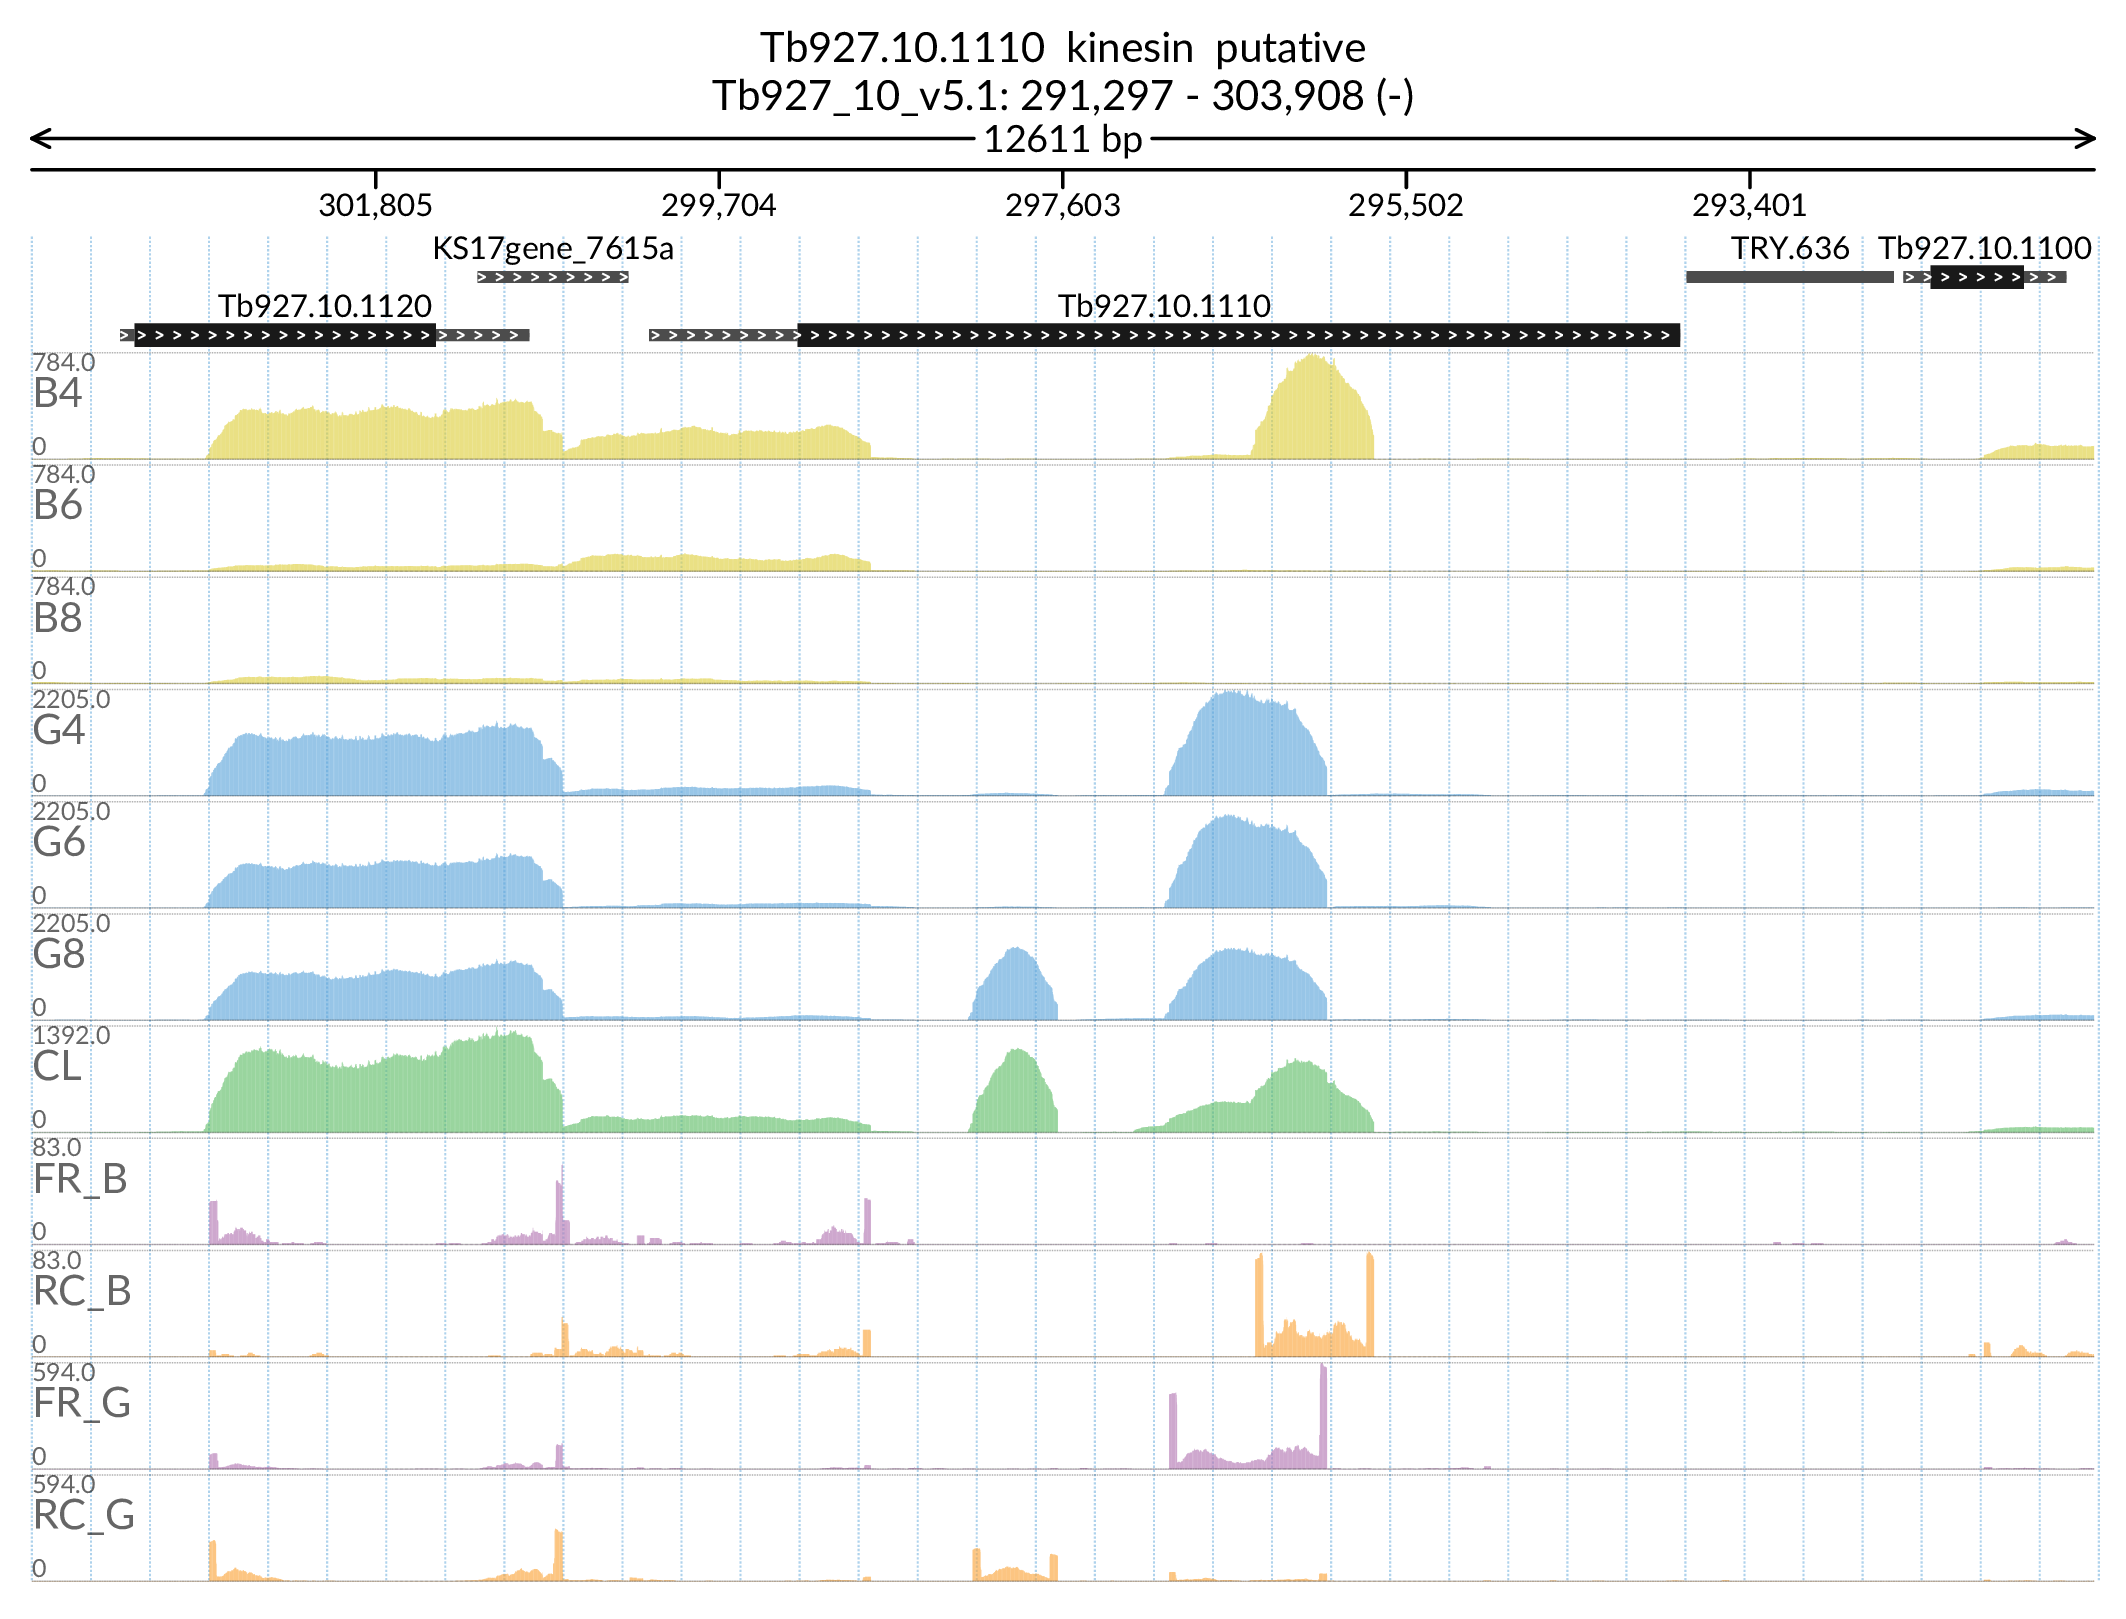 Tb927.10.1110 kinesin putative
Tb927_10_v5.1: 291,297 - 303,908 (-)
12611 bp
301,805 299,704 297,603 295,502 293,401
KS17gene_7615a TRY.636 Tb927.10.1100
Tb927.10.1120 Tb927.10.1110
784.0
B4
0
784.0
B6
0
784.0
B8
0
2205.0
G4
0
2205.0
G6
0
2205.0
G8
0
1392.0
CL
0
83.0
FR_B
0
83.0
RC_B
0
594.0
FR_G
0
594.0
RC_G
0